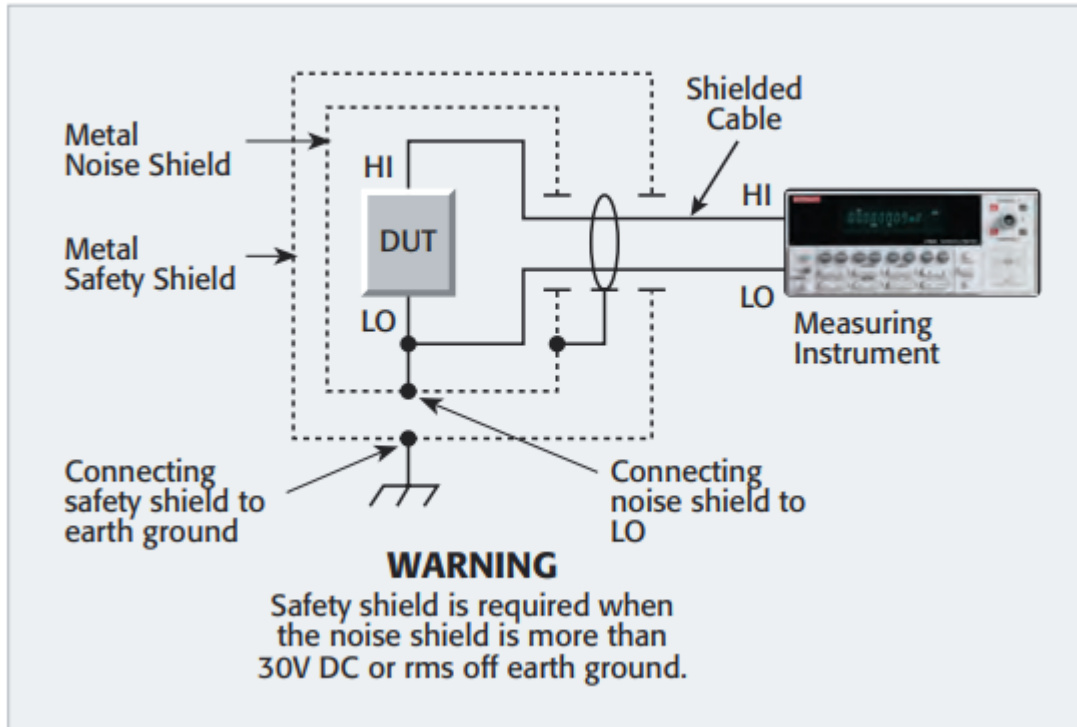 Metal
Noise Shield
Metal
Safety Shield
HI
DUT
LO
Shielded
Cable
HI
LO
Measuring
Instrument
Connecting
safety shield to
earth ground
Connecting
noise shield to
LO
WARNING
Safety shield is required when
the noise shield is more than
30V DC or rms off earth ground.